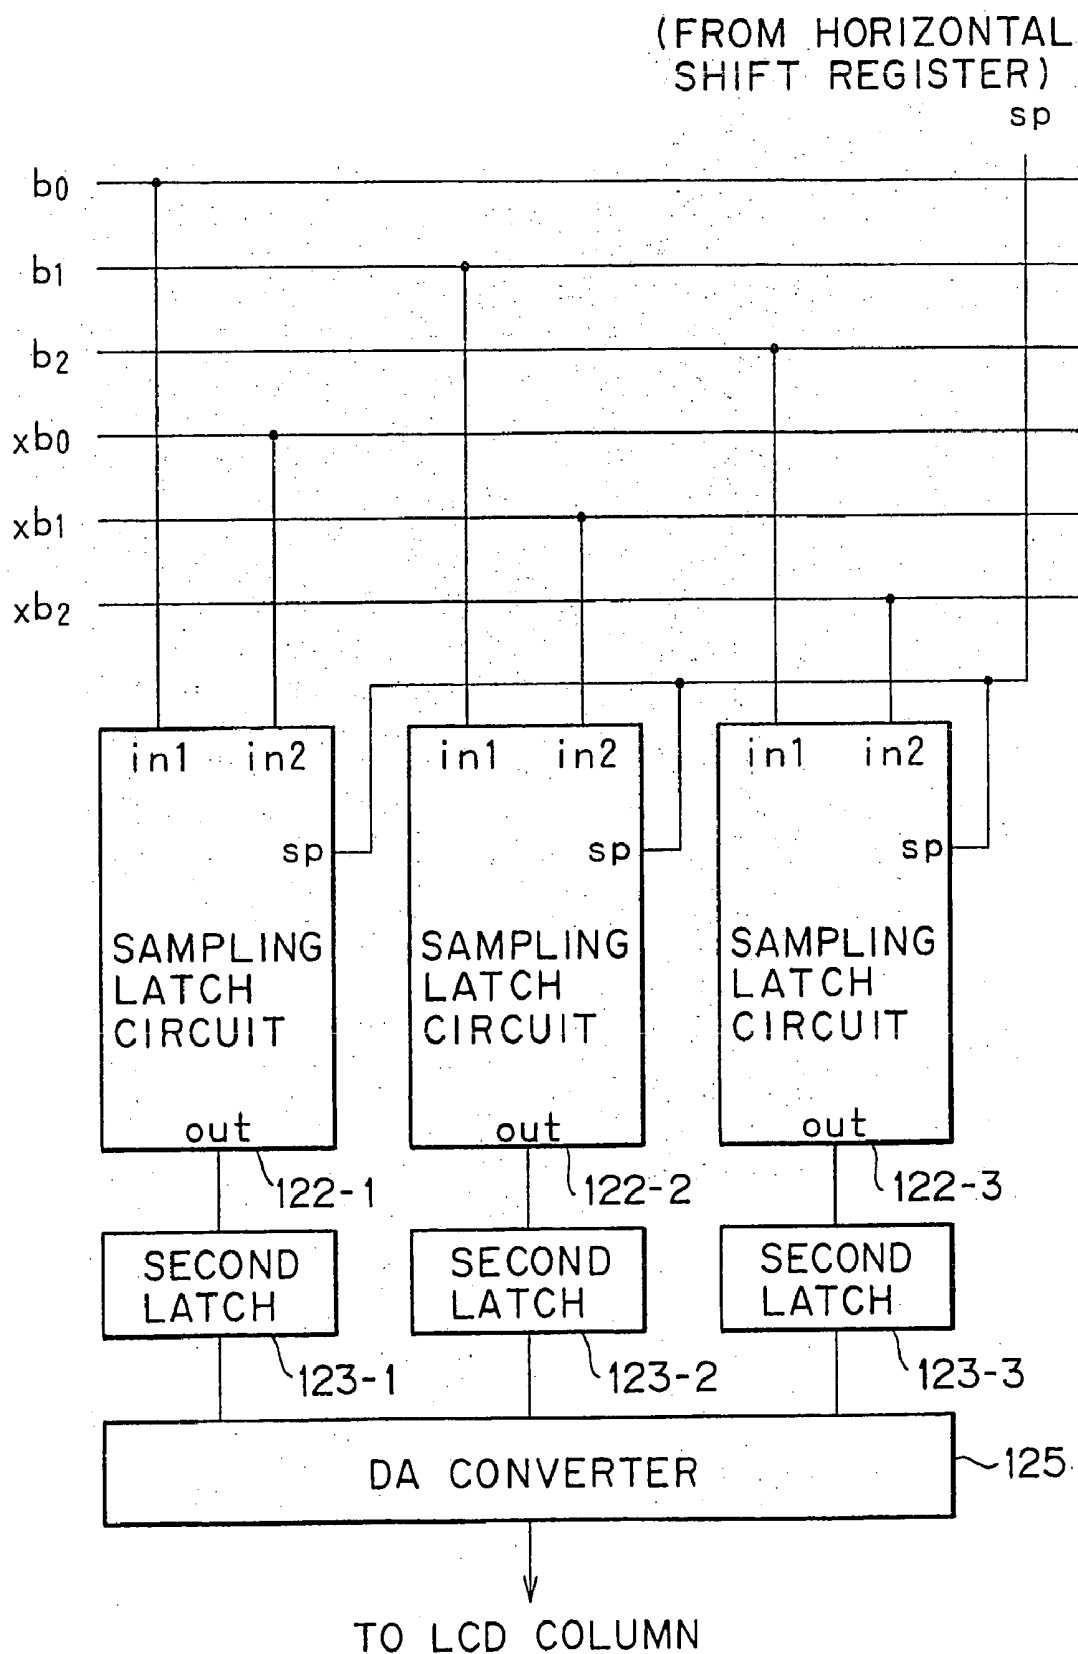 (FROM HORIZONTAL
SHIFT REGISTER)
sp
b0
b1
b2
xb0
xb1
xb2
in1 in2
in1 in2
in1 in2
sp
sp
sp
SAMPLING
LATCH
CIRCUIT
SAMPLING
LATCH
CIRCUIT
SAMPLING
LATCH
CIRCUIT
out
out
out
122-1
122-2
122-3
SECOND
LATCH
SECOND
LATCH
SECOND
LATCH
123-1
123-2
123-3
DA CONVERTER
125
TO LCD COLUMN